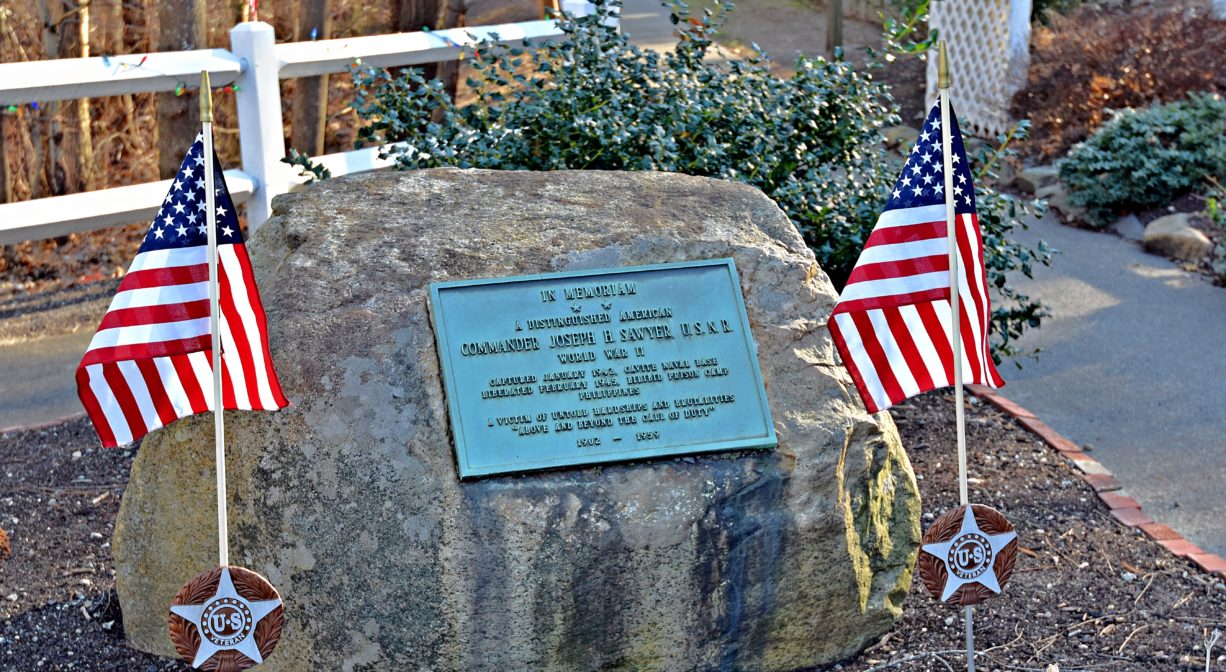 IN MEMORIAM
A DISTINGUISHED AMERICAN
COMMANDER JOSEPH H. SAWYER, U.S.N.R.
WORLD WAR II
CAPTURED JANUARY 1942, CAVITE NAVAL BASE
LIBERATED FEBRUARY 1945, BILIBID PRISON CAMP
PHILIPPINES
A VICTIM OF UNTOLD HARDSHIPS AND BRUTALITIES
"ABOVE AND BEYOND THE CALL OF DUTY"
1902 — 1959
U·S
VETERAN
U·S
VETERAN